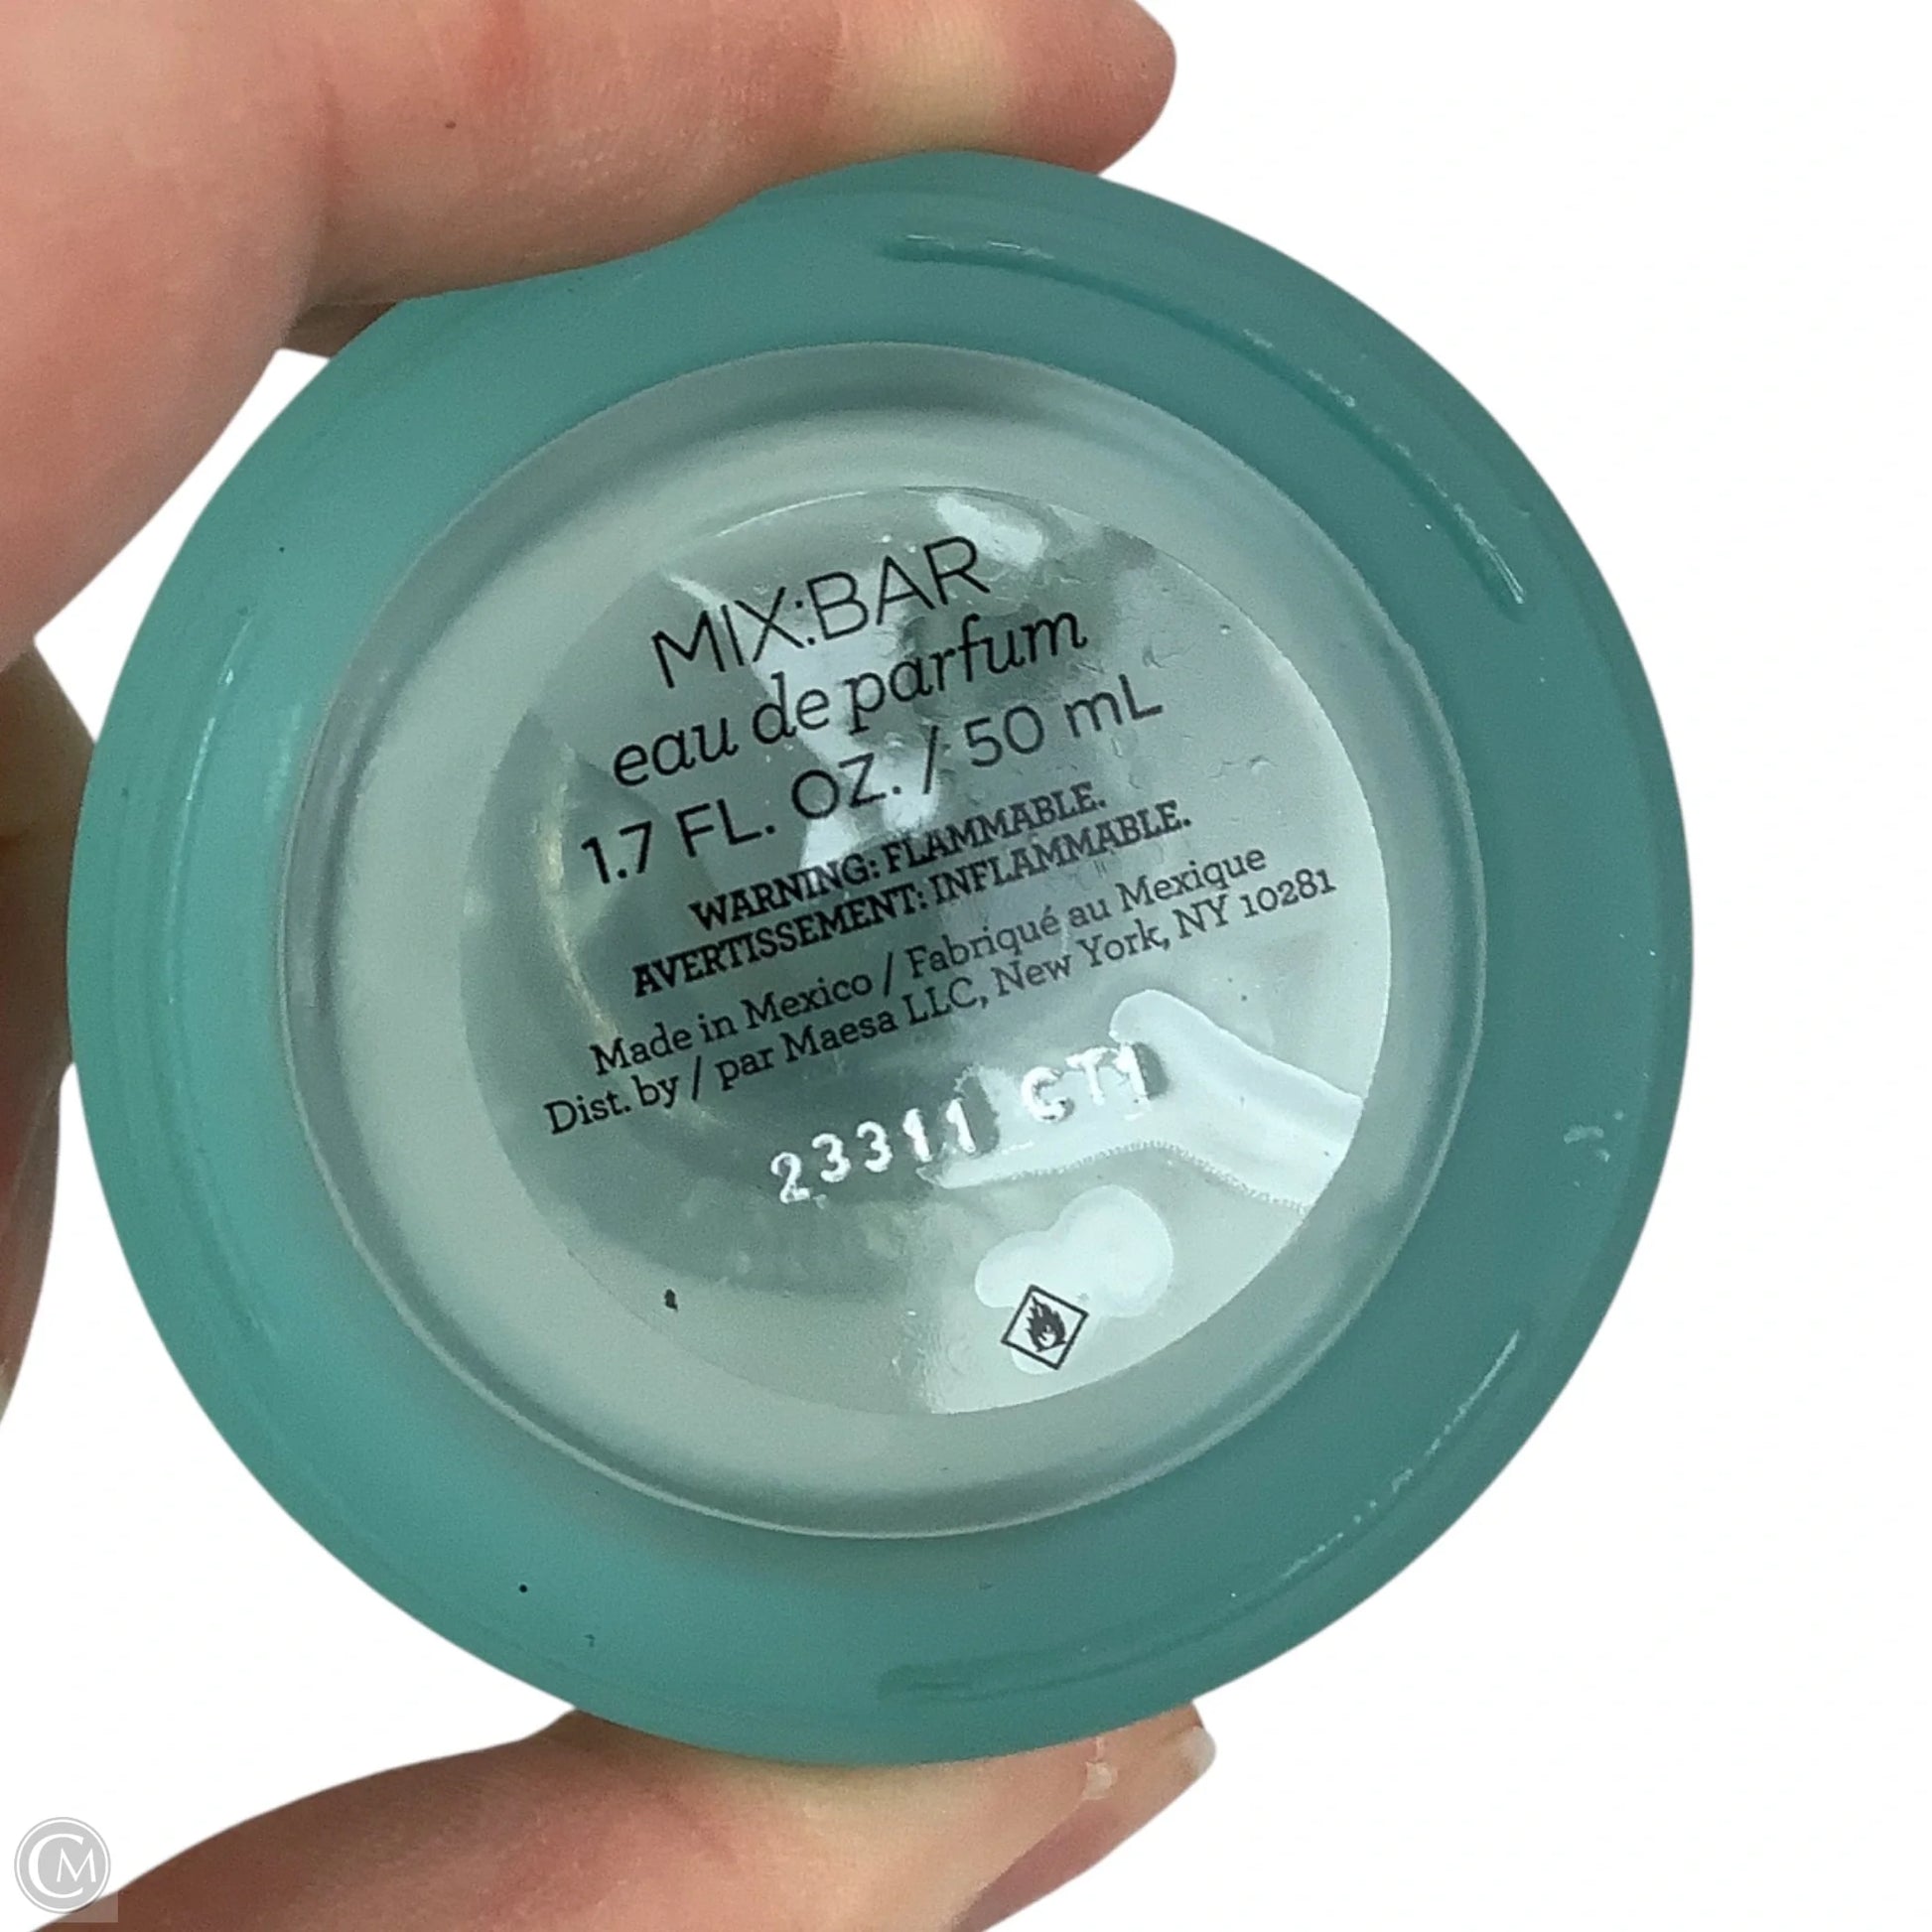 MIX:BAR
eau de parfum
1.7 FL. OZ. / 50 mL
WARNING: FLAMMABLE.
AVERTISSEMENT: INFLAMMABLE.
Made in Mexico / Fabriqué au Mexique
Dist. by / par Maesa LLC, New York, NY 10281
23311 CT1
CM